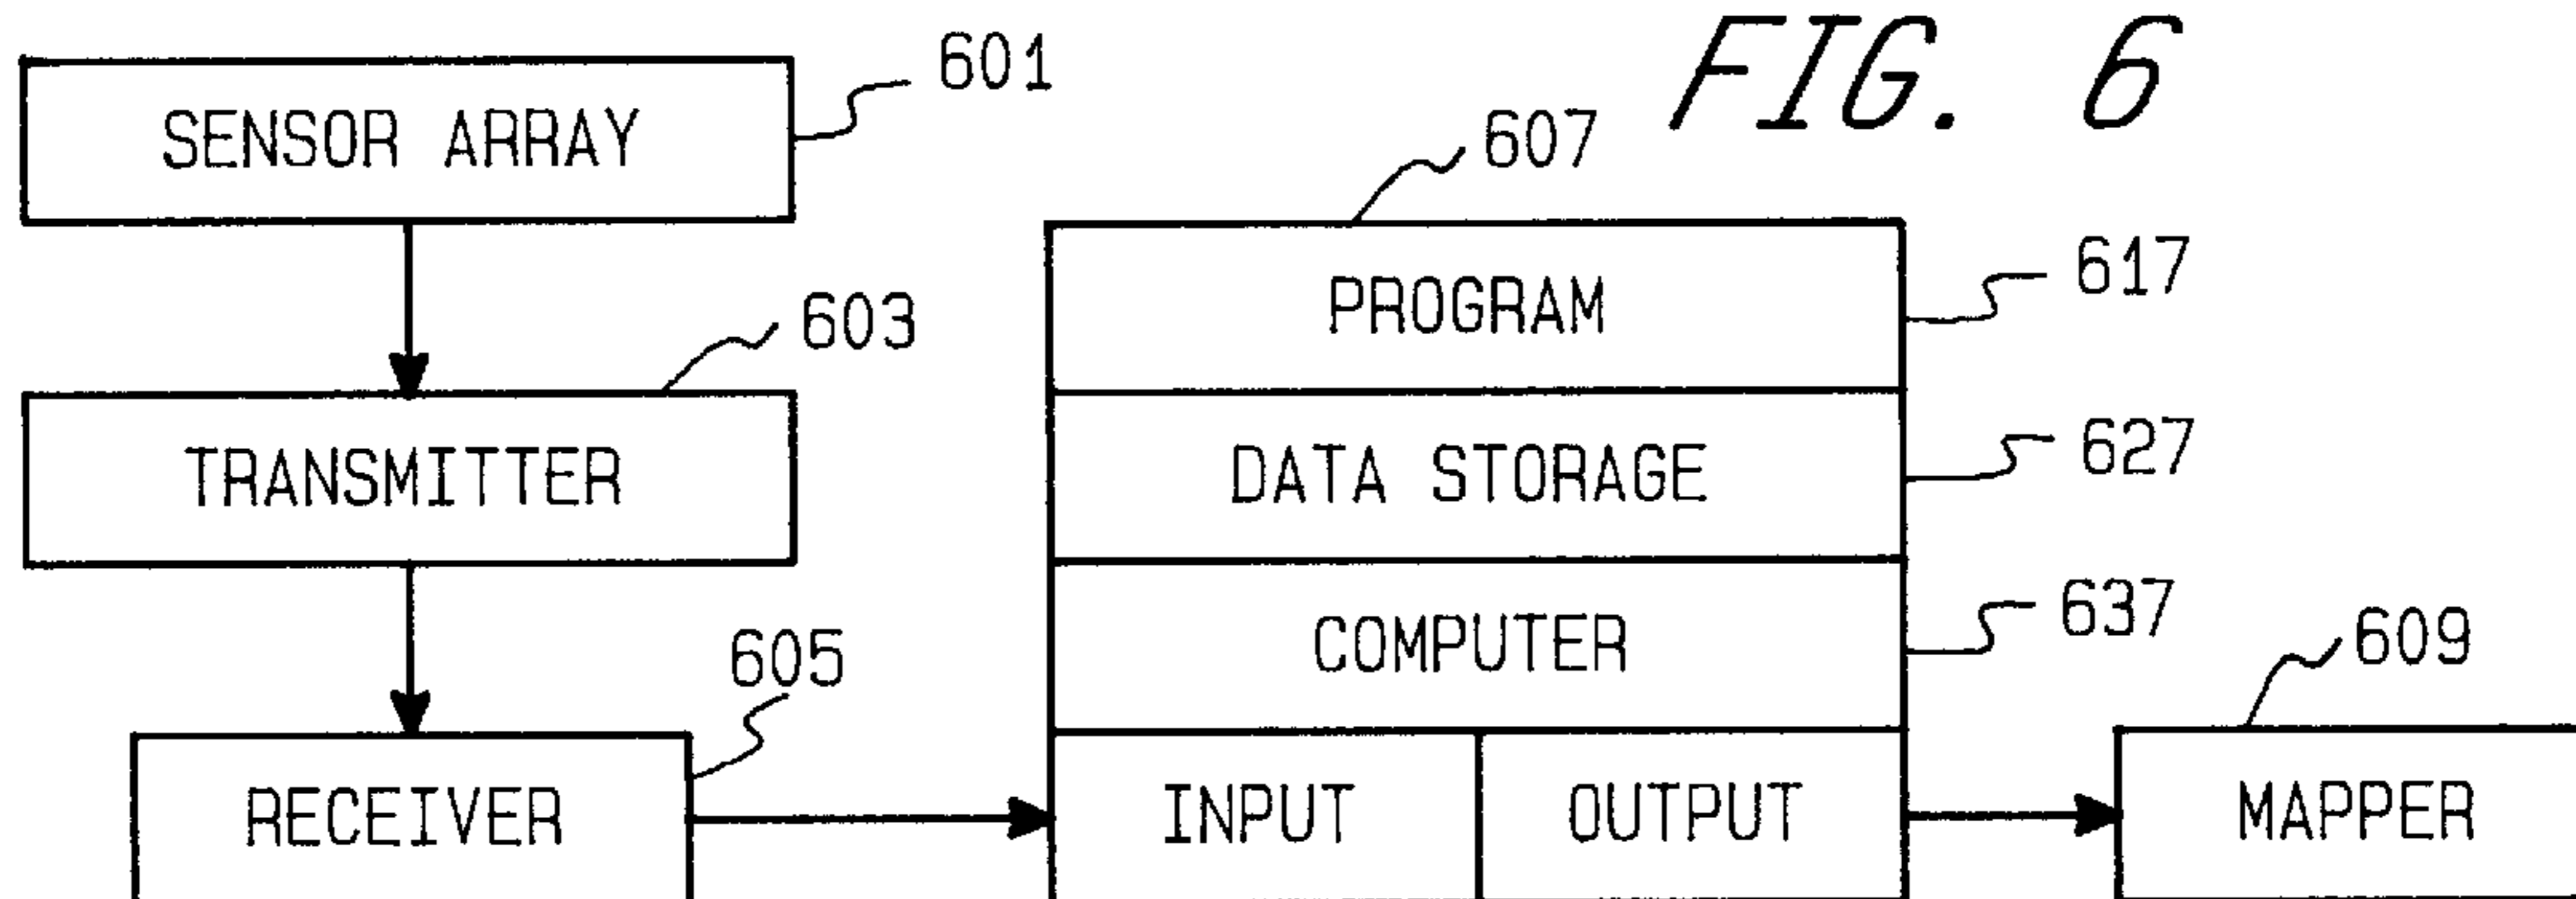 FIG. 6
601
SENSOR ARRAY
607
617
PROGRAM
603
627
TRANSMITTER
DATA STORAGE
637
COMPUTER
605
609
RECEIVER
INPUT
OUTPUT
MAPPER